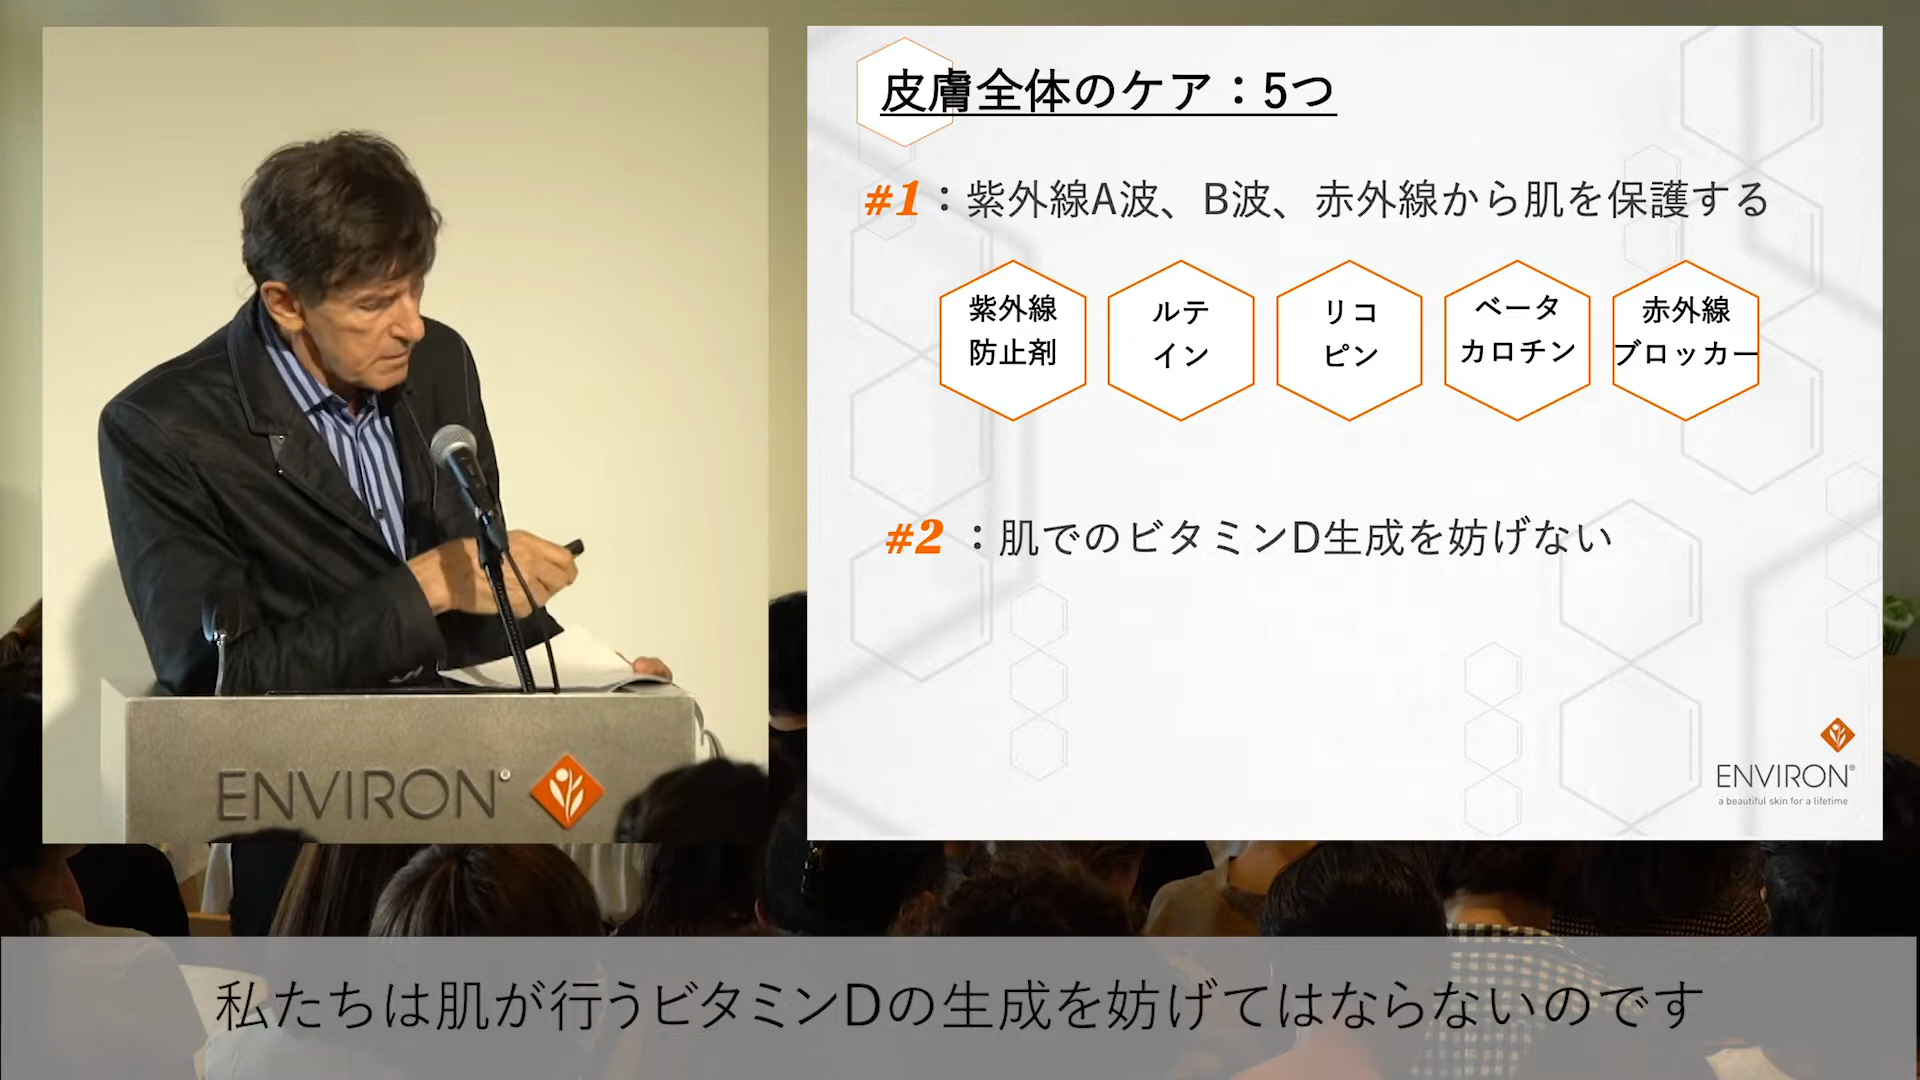 皮膚全体のケア：5つ
#1：紫外線A波、B波、赤外線から肌を保護する
紫外線
防止剤
ルテ
イン
リコ
ピン
ベータ
カロチン
赤外線
ブロッカー
#2：肌でのビタミンD生成を妨げない
ENVIRON®
a beautiful skin for a lifetime
ENVIRON®
私たちは肌が行うビタミンDの生成を妨げてはならないのです